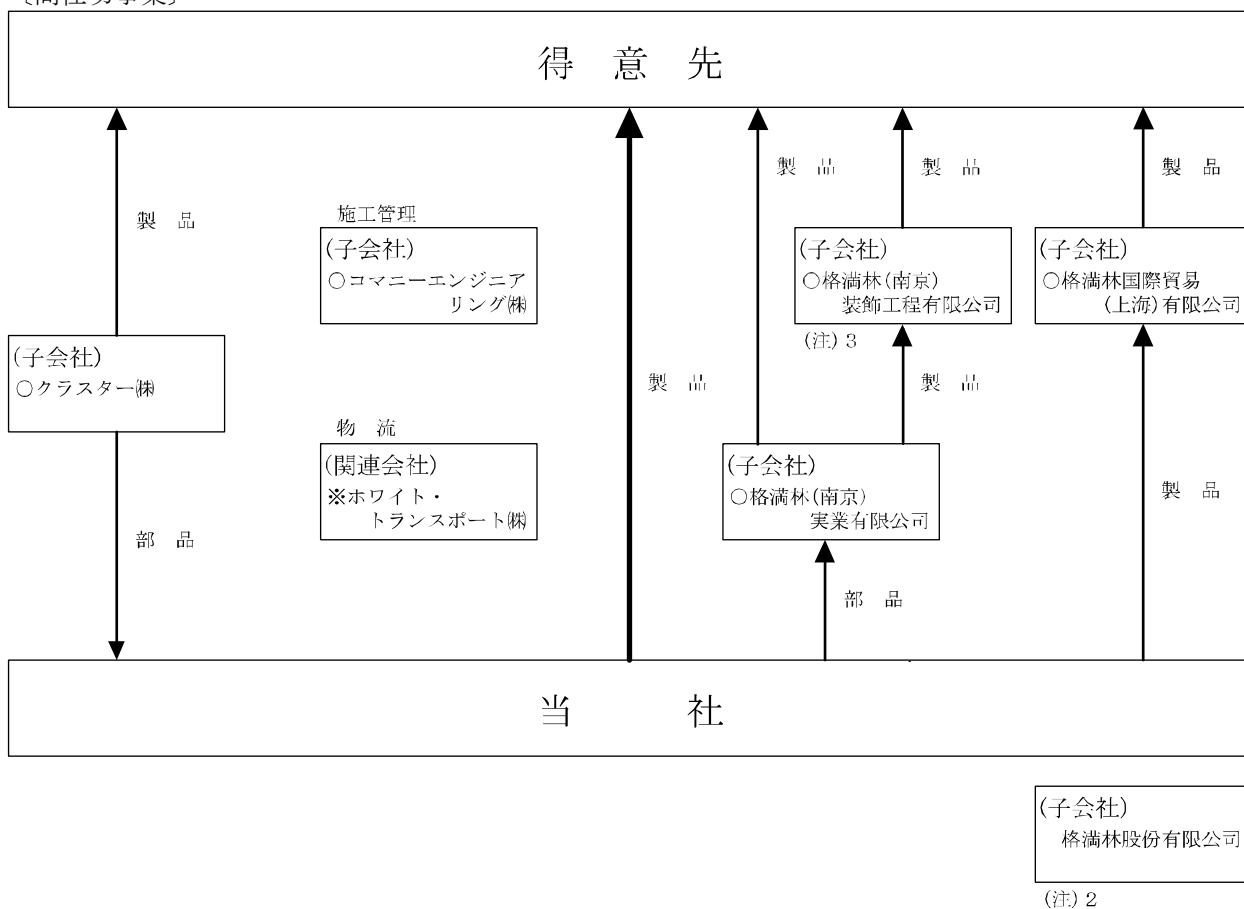 得 意 先
製 品
製 品
製 品
製 品
施工管理
(子会社)
○コマニーエンジニア
リング㈱
(子会社)
○格満林(南京)
装飾工程有限公司
(注) 3
(子会社)
○格満林国際貿易
(上海)有限公司
(子会社)
○クラスター㈱
製 品
製 品
物 流
(関連会社)
※ホワイト・
トランスポート㈱
(子会社)
○格満林(南京)
実業有限公司
製 品
部 品
部 品
当 社
(子会社)
格満林股份有限公司
(注) 2